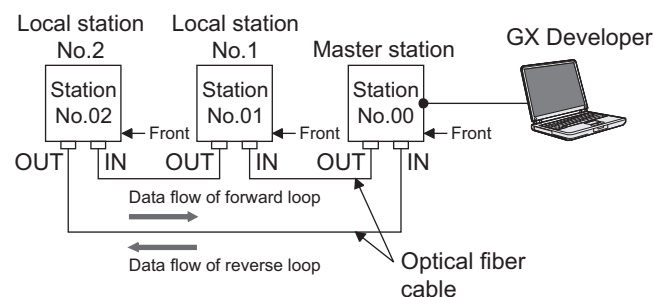 Local station
No.2
Local station
No.1
Master station
GX Developer
Station
No.02
Station
No.01
Station
No.00
Front
Front
Front
OUT
IN
OUT
IN
OUT
IN
Data flow of forward loop
Data flow of reverse loop
Optical fiber
cable